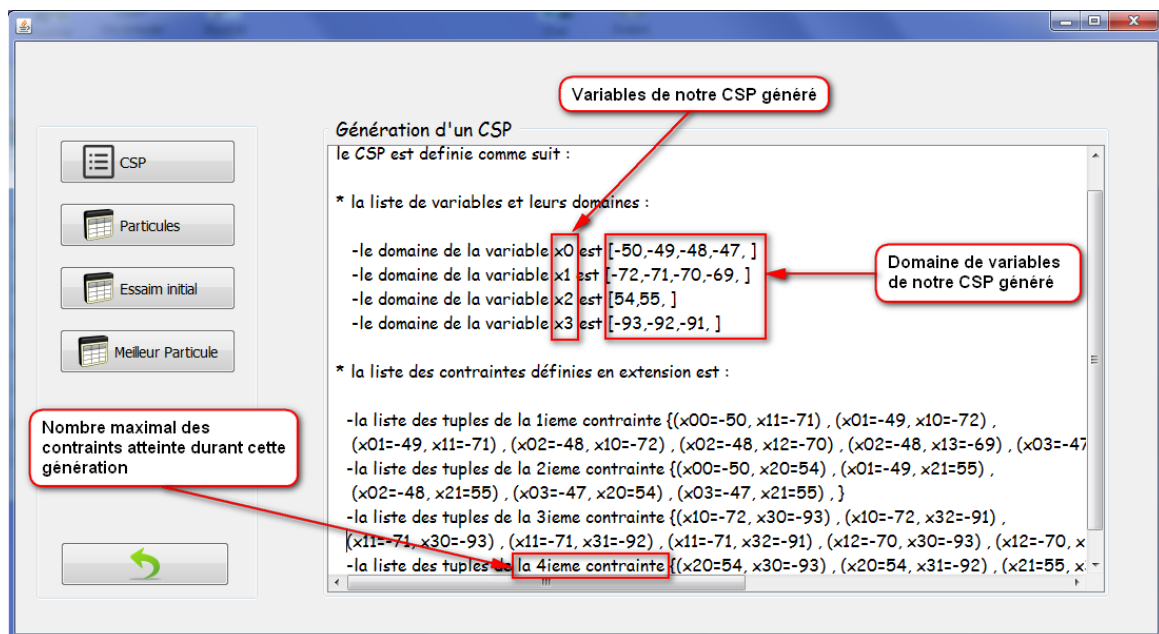 Variables de notre CSP généré
Génération d'un CSP
le CSP est definie comme suit :
CSP
* la liste de variables et leurs domaines :
Particules
-le domaine de la variable x0 est [-50,-49,-48,-47, ]
-le domaine de la variable x1 est [-72,-71,-70,-69, ]
-le domaine de la variable x2 est [54,55, ]
-le domaine de la variable x3 est [-93,-92,-91, ]
Domaine de variables
de notre CSP généré
Essaim initial
Meilleur Particule
* la liste des contraintes définies en extension est :
Nombre maximal des
contraints atteinte durant cette
génération
-la liste des tuples de la 1ieme contrainte {(x00=-50, x11=-71) , (x01=-49, x10=-72) ,
(x01=-49, x11=-71) , (x02=-48, x10=-72) , (x02=-48, x12=-70) , (x02=-48, x13=-69) , (x03=-47
-la liste des tuples de la 2ieme contrainte {(x00=-50, x20=54) , (x01=-49, x21=55) ,
(x02=-48, x21=55) , (x03=-47, x20=54) , (x03=-47, x21=55) , }
-la liste des tuples de la 3ieme contrainte {(x10=-72, x30=-93) , (x10=-72, x32=-91) ,
(x11=-71, x30=-93) , (x11=-71, x31=-92) , (x11=-71, x32=-91) , (x12=-70, x30=-93) , (x12=-70, x
-la liste des tuples de la 4ieme contrainte {(x20=54, x30=-93) , (x20=54, x31=-92) , (x21=55, x